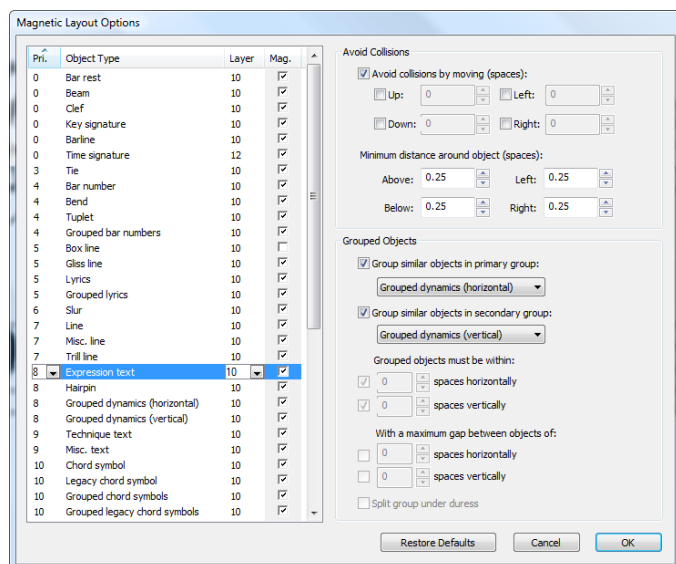 Magnetic Layout Options
Pri. Object Type Layer Mag.
0 Bar rest 10
0 Beam 10
0 Clef 10
0 Key signature 10
0 Barline 10
0 Time signature 12
3 Tie 10
4 Bar number 10
4 Bend 10
4 Tuplet 10
4 Grouped bar numbers 10
5 Box line 10
5 Gliss line 10
5 Lyrics 10
5 Grouped lyrics 10
6 Slur 10
7 Line 10
7 Misc. line 10
7 Trill line 10
8 Expression text 10
8 Hairpin 10
8 Grouped dynamics (horizontal) 10
8 Grouped dynamics (vertical) 10
9 Technique text 10
9 Misc. text 10
10 Chord symbol 10
10 Legacy chord symbol 10
10 Grouped chord symbols 10
10 Grouped legacy chord symbols 10
Avoid Collisions
Avoid collisions by moving (spaces):
Up: 0 Left: 0
Down: 0 Right: 0
Minimum distance around object (spaces):
Above: 0.25 Left: 0.25
Below: 0.25 Right: 0.25
Grouped Objects
Group similar objects in primary group:
Grouped dynamics (horizontal)
Group similar objects in secondary group:
Grouped dynamics (vertical)
Grouped objects must be within:
0 spaces horizontally
0 spaces vertically
With a maximum gap between objects of:
0 spaces horizontally
0 spaces vertically
Split group under duress
Restore Defaults Cancel OK